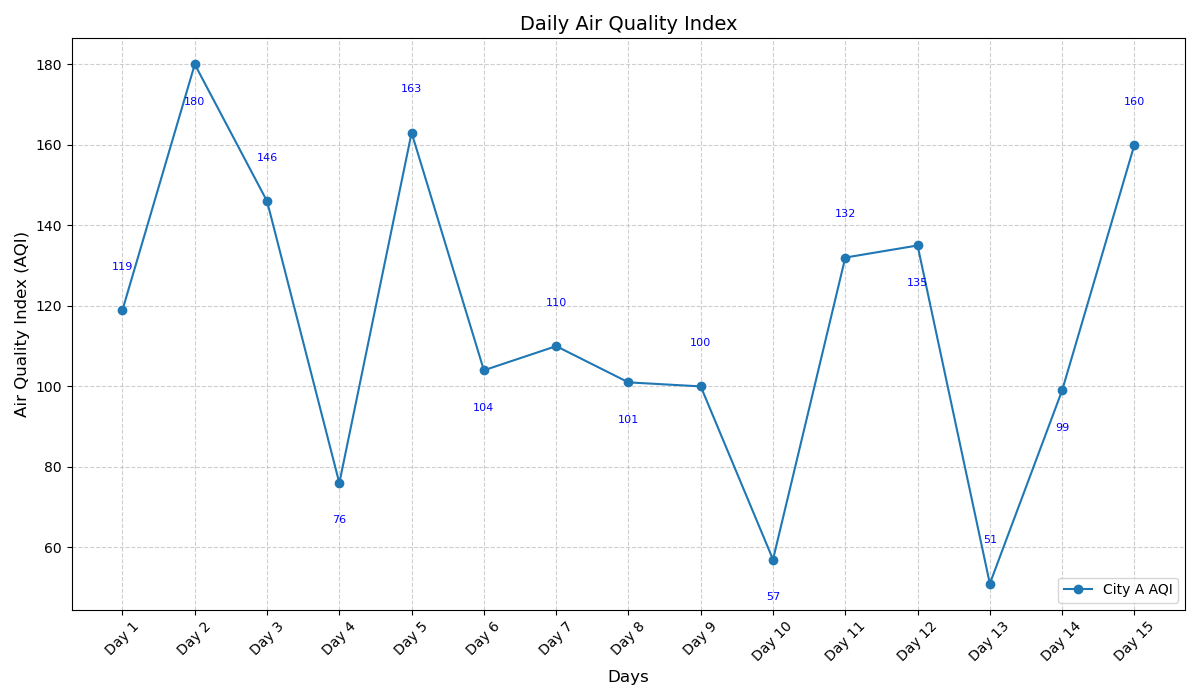 Daily Air Quality Index
Air Quality Index (AQI)
180
160
140
120
100
80
60
119
180
146
76
163
104
110
101
100
57
132
135
51
99
160
City A AQI
Day 1
Day 2
Day 3
Day 4
Day 5
Day 6
Day 7
Day 8
Day 9
Day 10
Day 11
Day 12
Day 13
Day 14
Day 15
Days